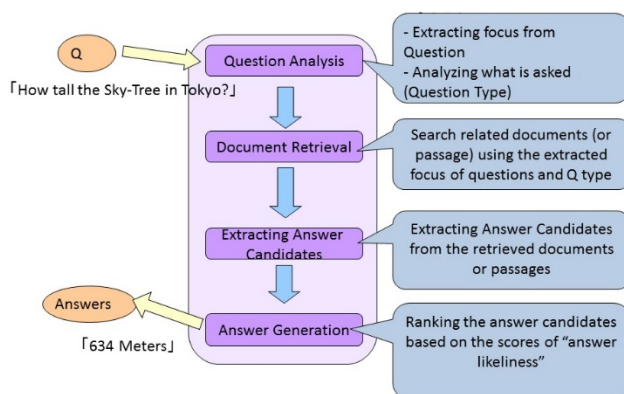 Q
「How tall the Sky-Tree in Tokyo?」
Question Analysis
- Extracting focus from
Question
- Analyzing what is asked
(Question Type)
Document Retrieval
Search related documents (or
passage) using the extracted
focus of questions and Q type
Extracting Answer
Candidates
Extracting Answer Candidates
from the retrieved documents
or passages
Answers
「634 Meters」
Answer Generation
Ranking the answer candidates
based on the scores of “answer
likeliness”